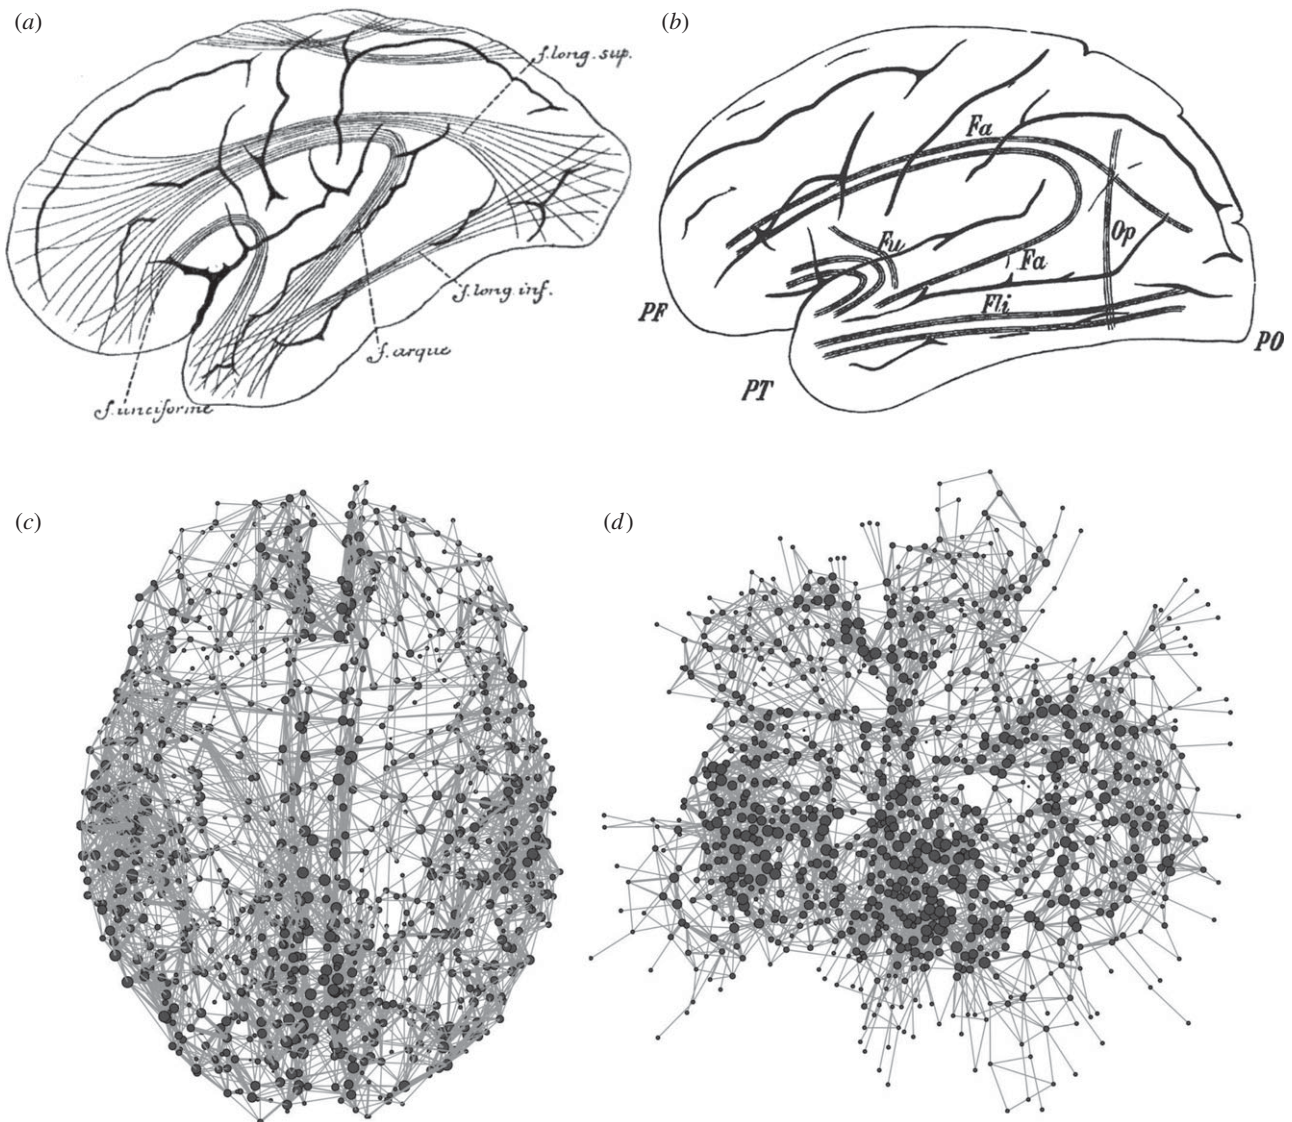 (a)
f. long. sup.
f. long. inf.
f. arque
f. unciforme
(b)
Fa
Fu
Op
Fa
Fli
PF
PO
PT
(c)
(d)